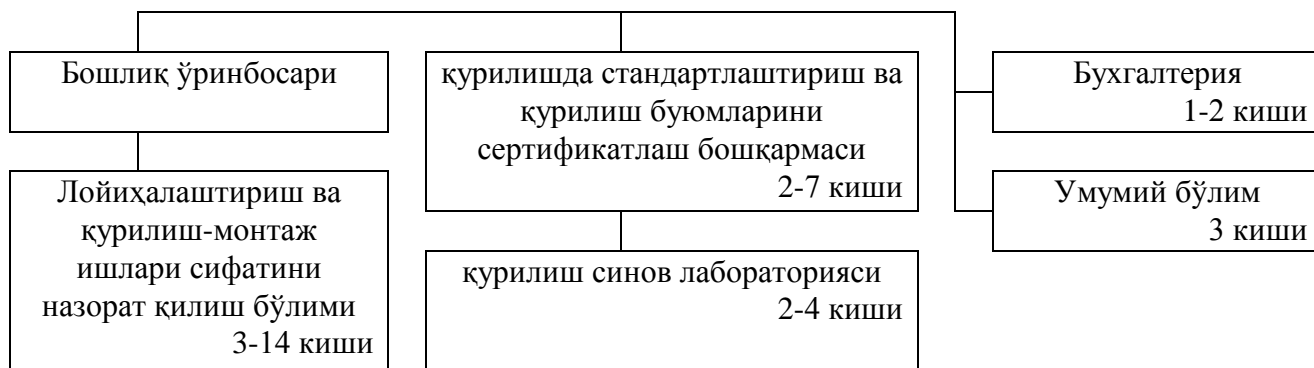 Бошлиқ ўринбосари
қурилишда стандартлаштириш ва
қурилиш буюмларини
сертификатлаш бошқармаси
2-7 киши
Бухгалтерия
1-2 киши
Лойиҳалаштириш ва
қурилиш-монтаж
ишлари сифатини
назорат қилиш бўлими
3-14 киши
қурилиш синов лабораторияси
2-4 киши
Умумий бўлим
3 киши